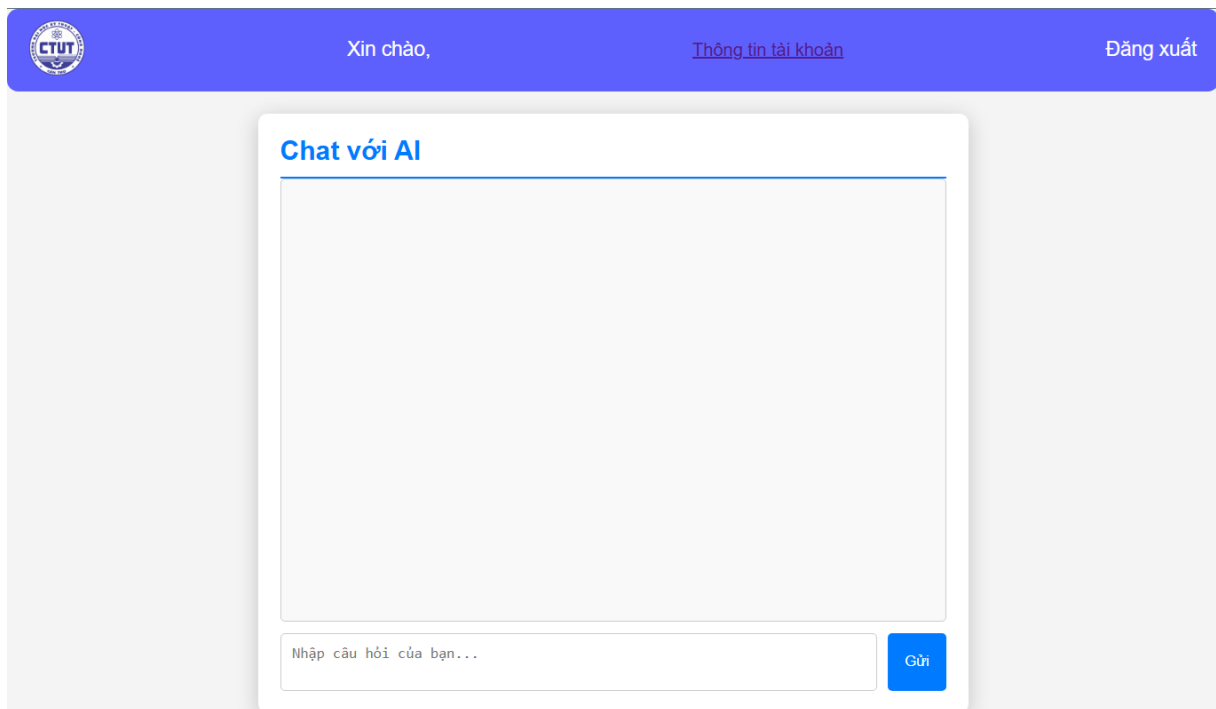 CTUT
Xin chào,
Thông tin tài khoản
Đăng xuất
Chat với AI
Nhập câu hỏi của bạn...
Gửi